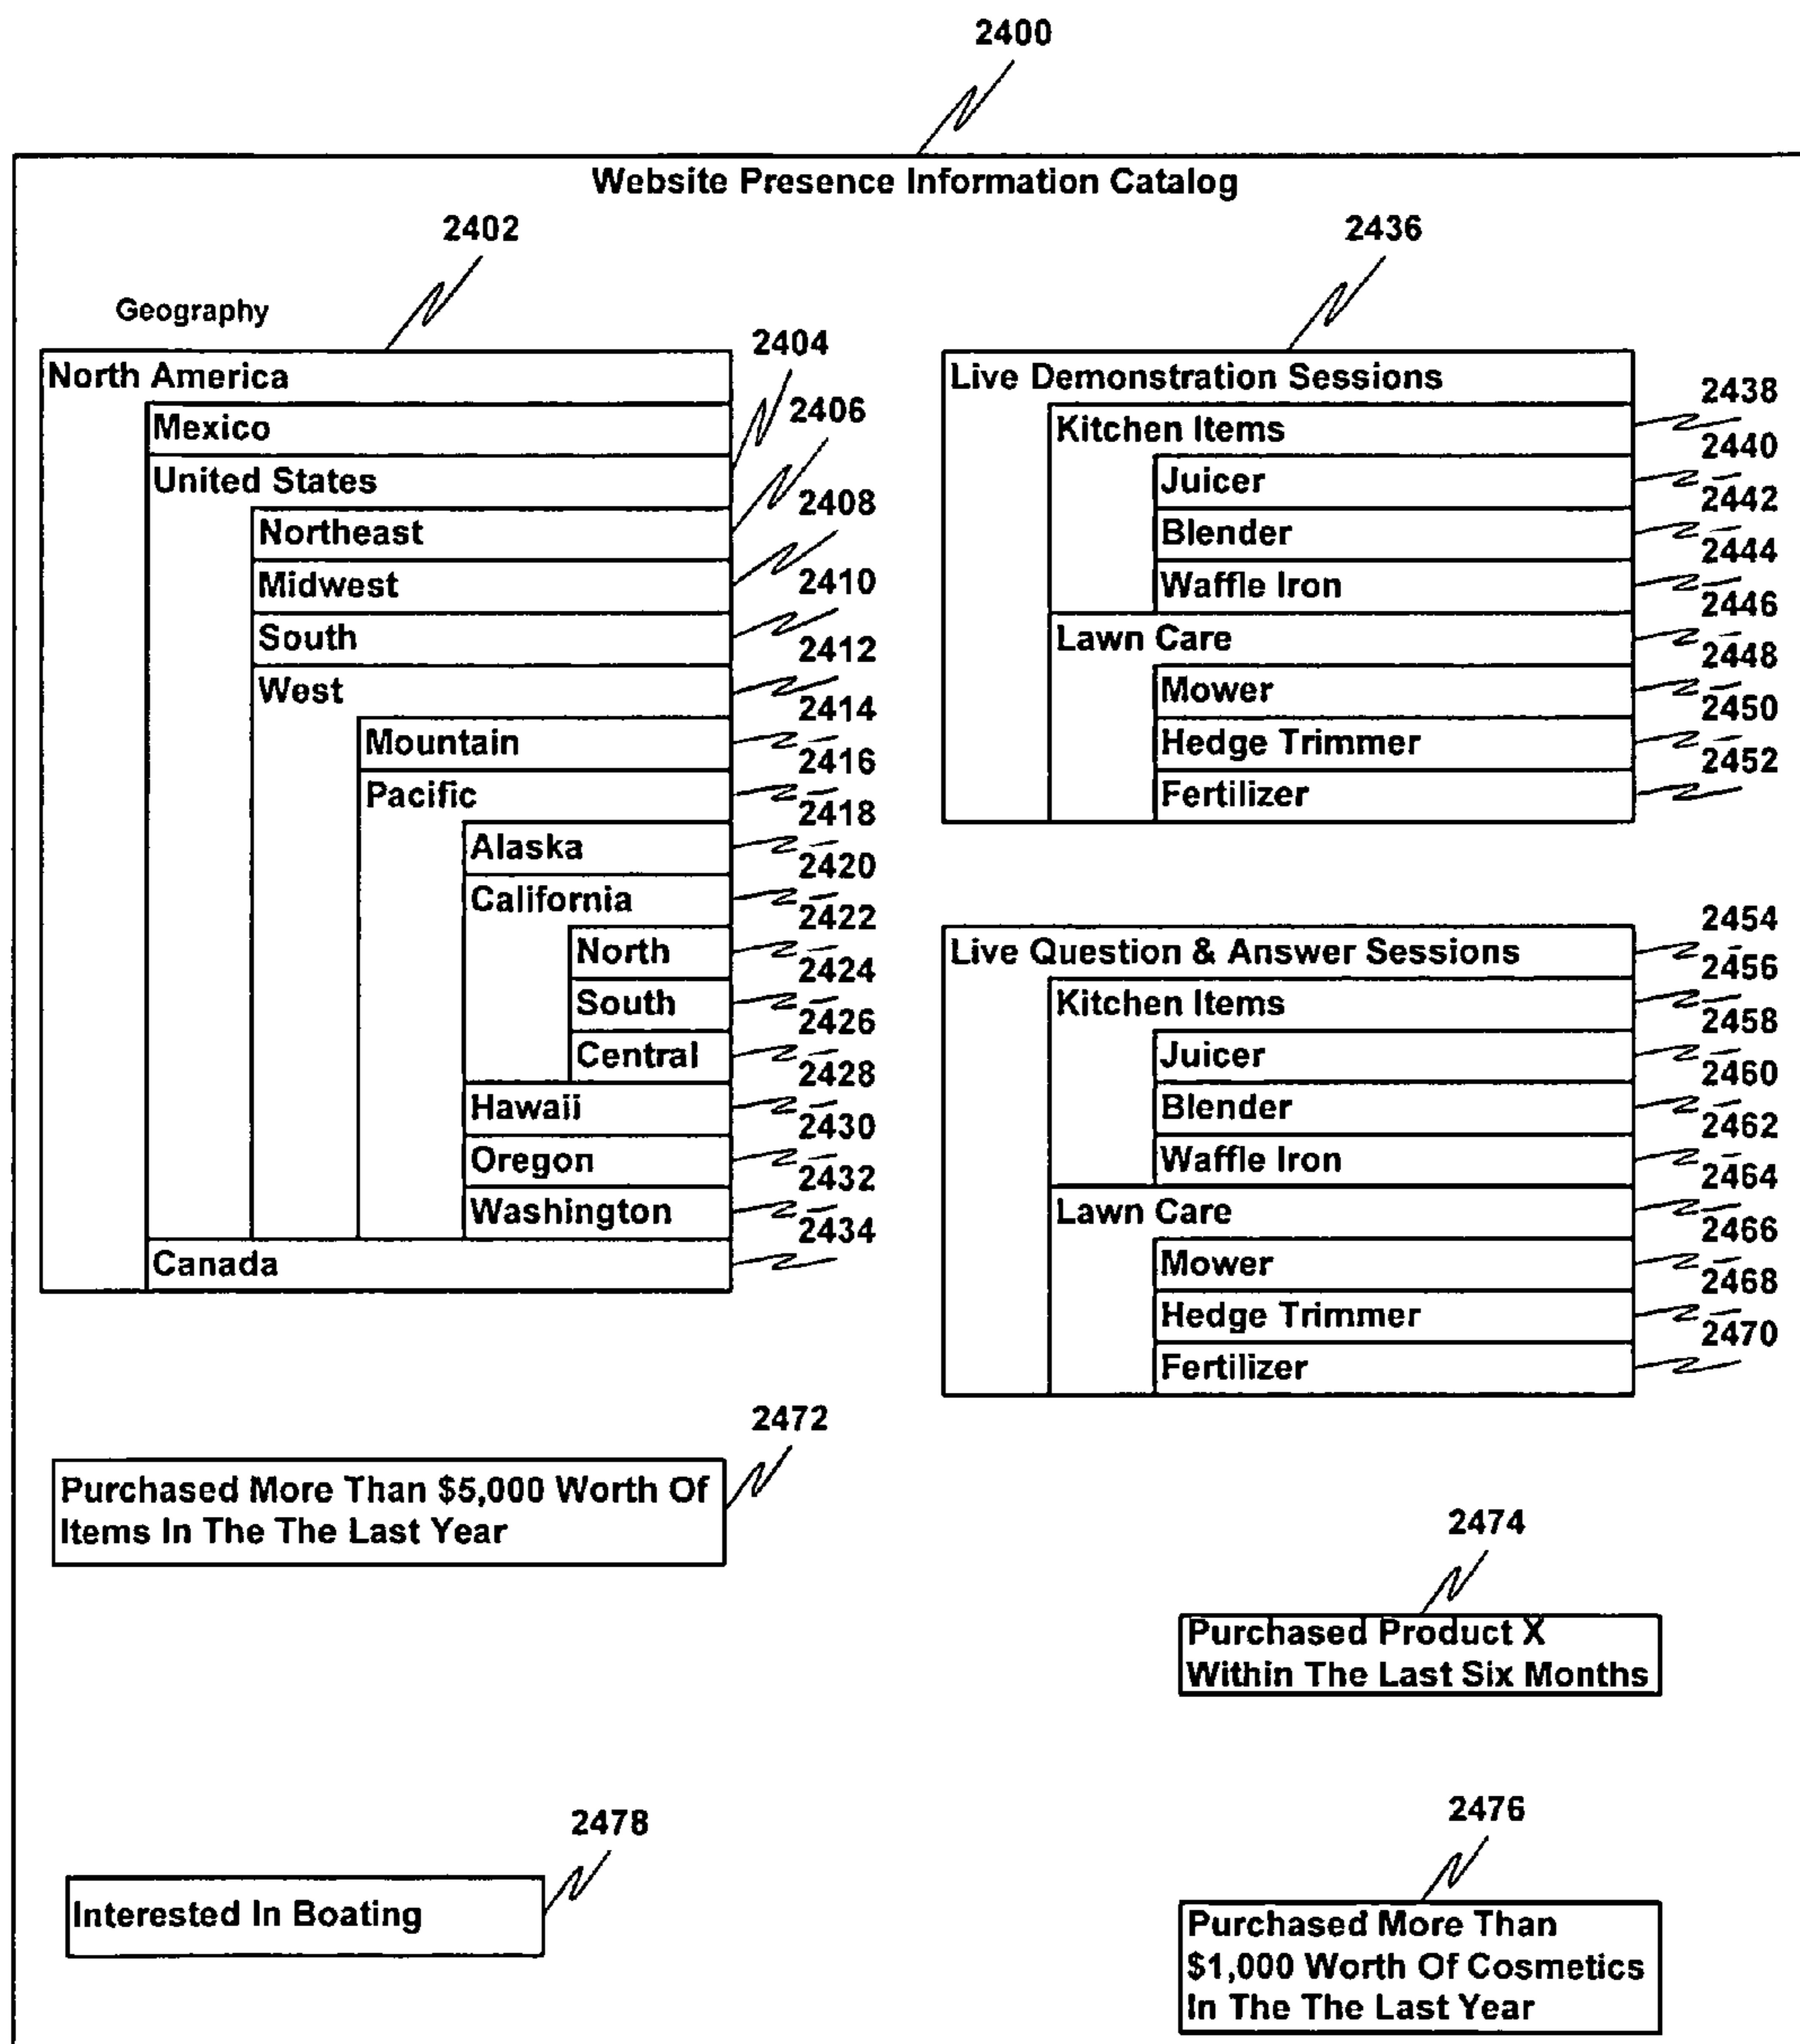 2400
Website Presence Information Catalog
2402
Geography
North America
Mexico
United States
Northeast
Midwest
South
West
Mountain
Pacific
Alaska
California
North
South
Central
Hawaii
Oregon
Washington
Canada
2404
2406
2408
2410
2412
2414
2416
2418
2420
2422
2424
2426
2428
2430
2432
2434
2436
Live Demonstration Sessions
Kitchen Items
Juicer
Blender
Waffle Iron
Lawn Care
Mower
Hedge Trimmer
Fertilizer
2438
2440
2442
2444
2446
2448
2450
2452
Live Question & Answer Sessions
Kitchen Items
Juicer
Blender
Waffle Iron
Lawn Care
Mower
Hedge Trimmer
Fertilizer
2454
2456
2458
2460
2462
2464
2466
2468
2470
2472
Purchased More Than $5,000 Worth Of
Items In The The Last Year
2474
Purchased Product X
Within The Last Six Months
2478
Interested In Boating
2476
Purchased More Than
$1,000 Worth Of Cosmetics
In The The Last Year